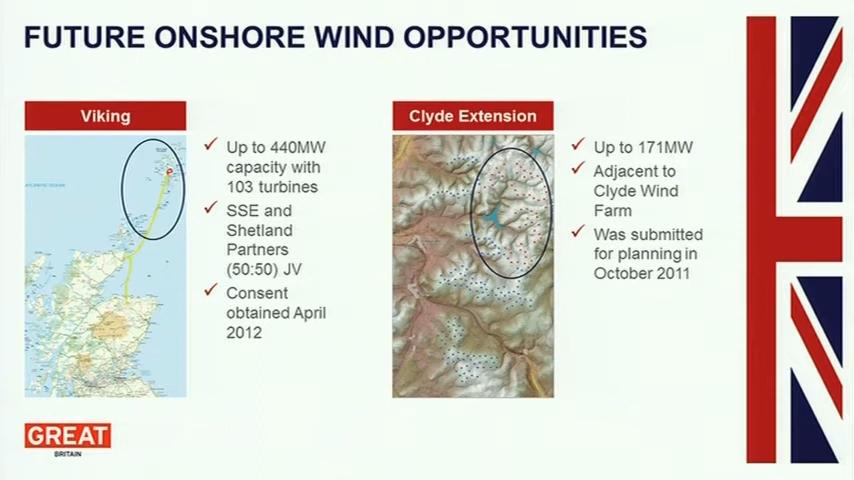 FUTURE ONSHORE WIND OPPORTUNITIES
Viking
Up to 440MW
capacity with
103 turbines
SSE and
Shetland
Partners
(50:50) JV
Consent
obtained April
2012
Clyde Extension
Up to 171MW
Adjacent to
Clyde Wind
Farm
Was submitted
for planning in
October 2011
GREAT
BRITAIN